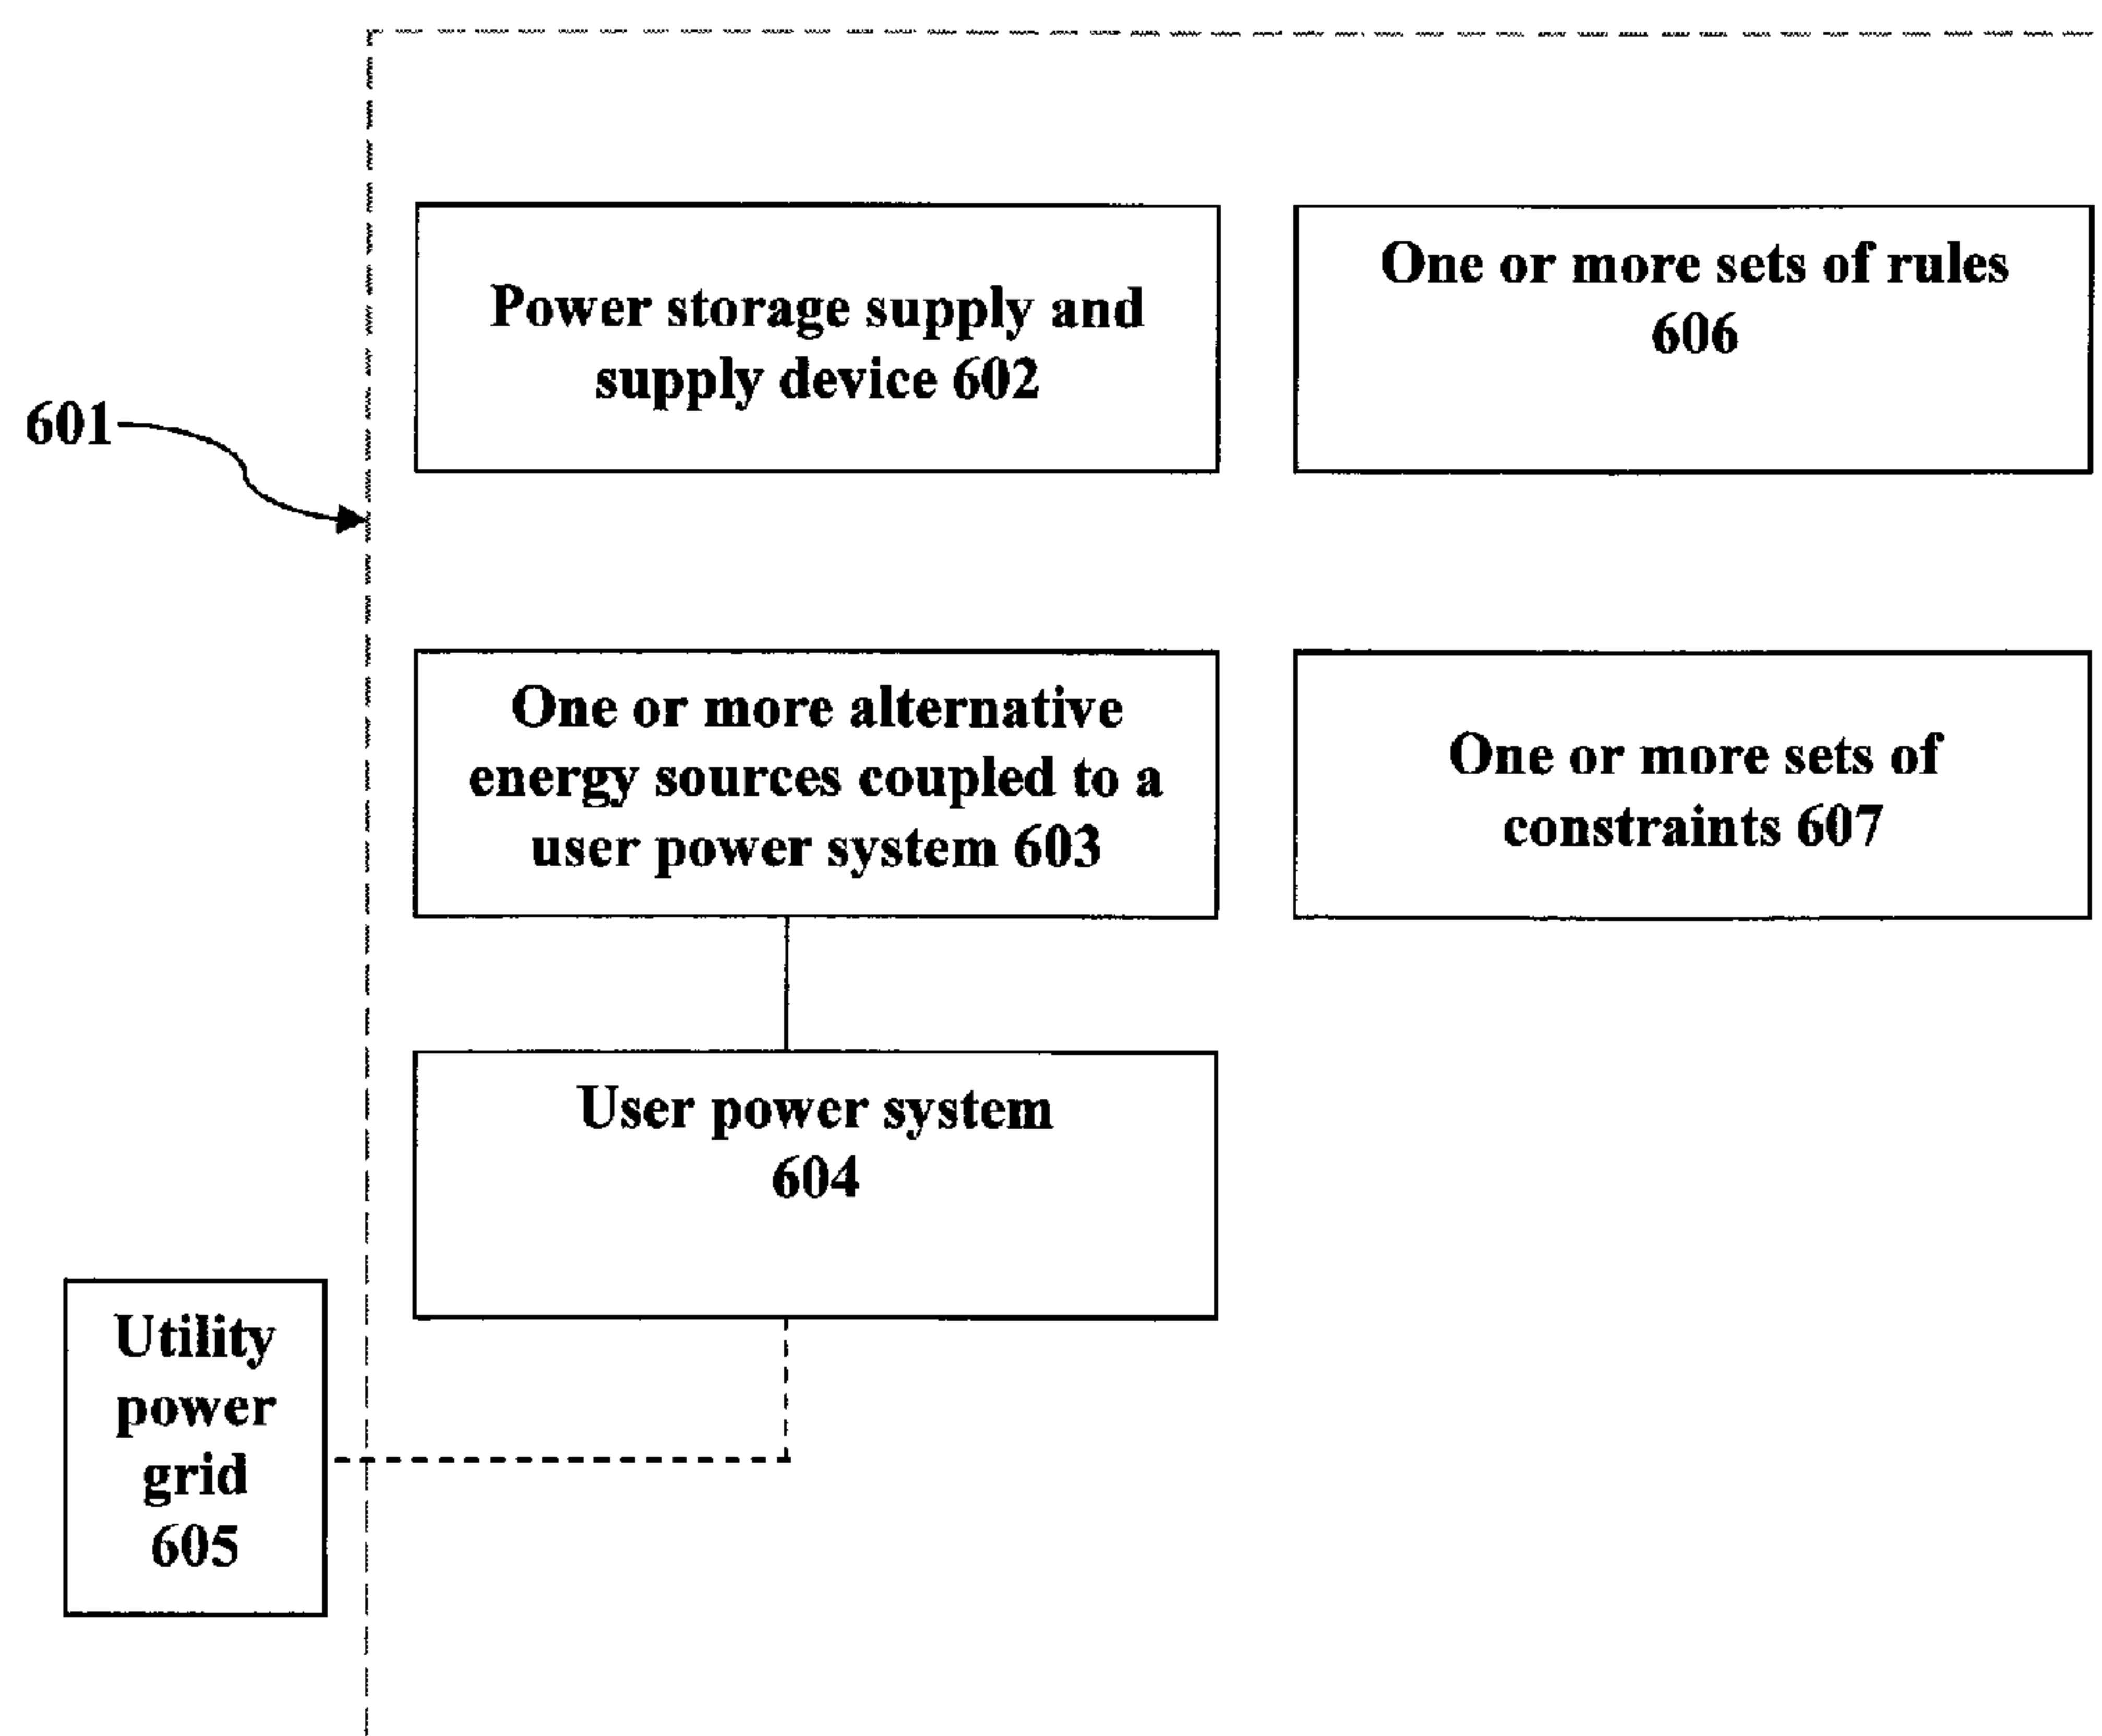 Power storage supply and
supply device 602
One or more sets of rules
606
601
One or more alternative
energy sources coupled to a
user power system 603
One or more sets of
constraints 607
User power system
604
Utility
power
grid
605